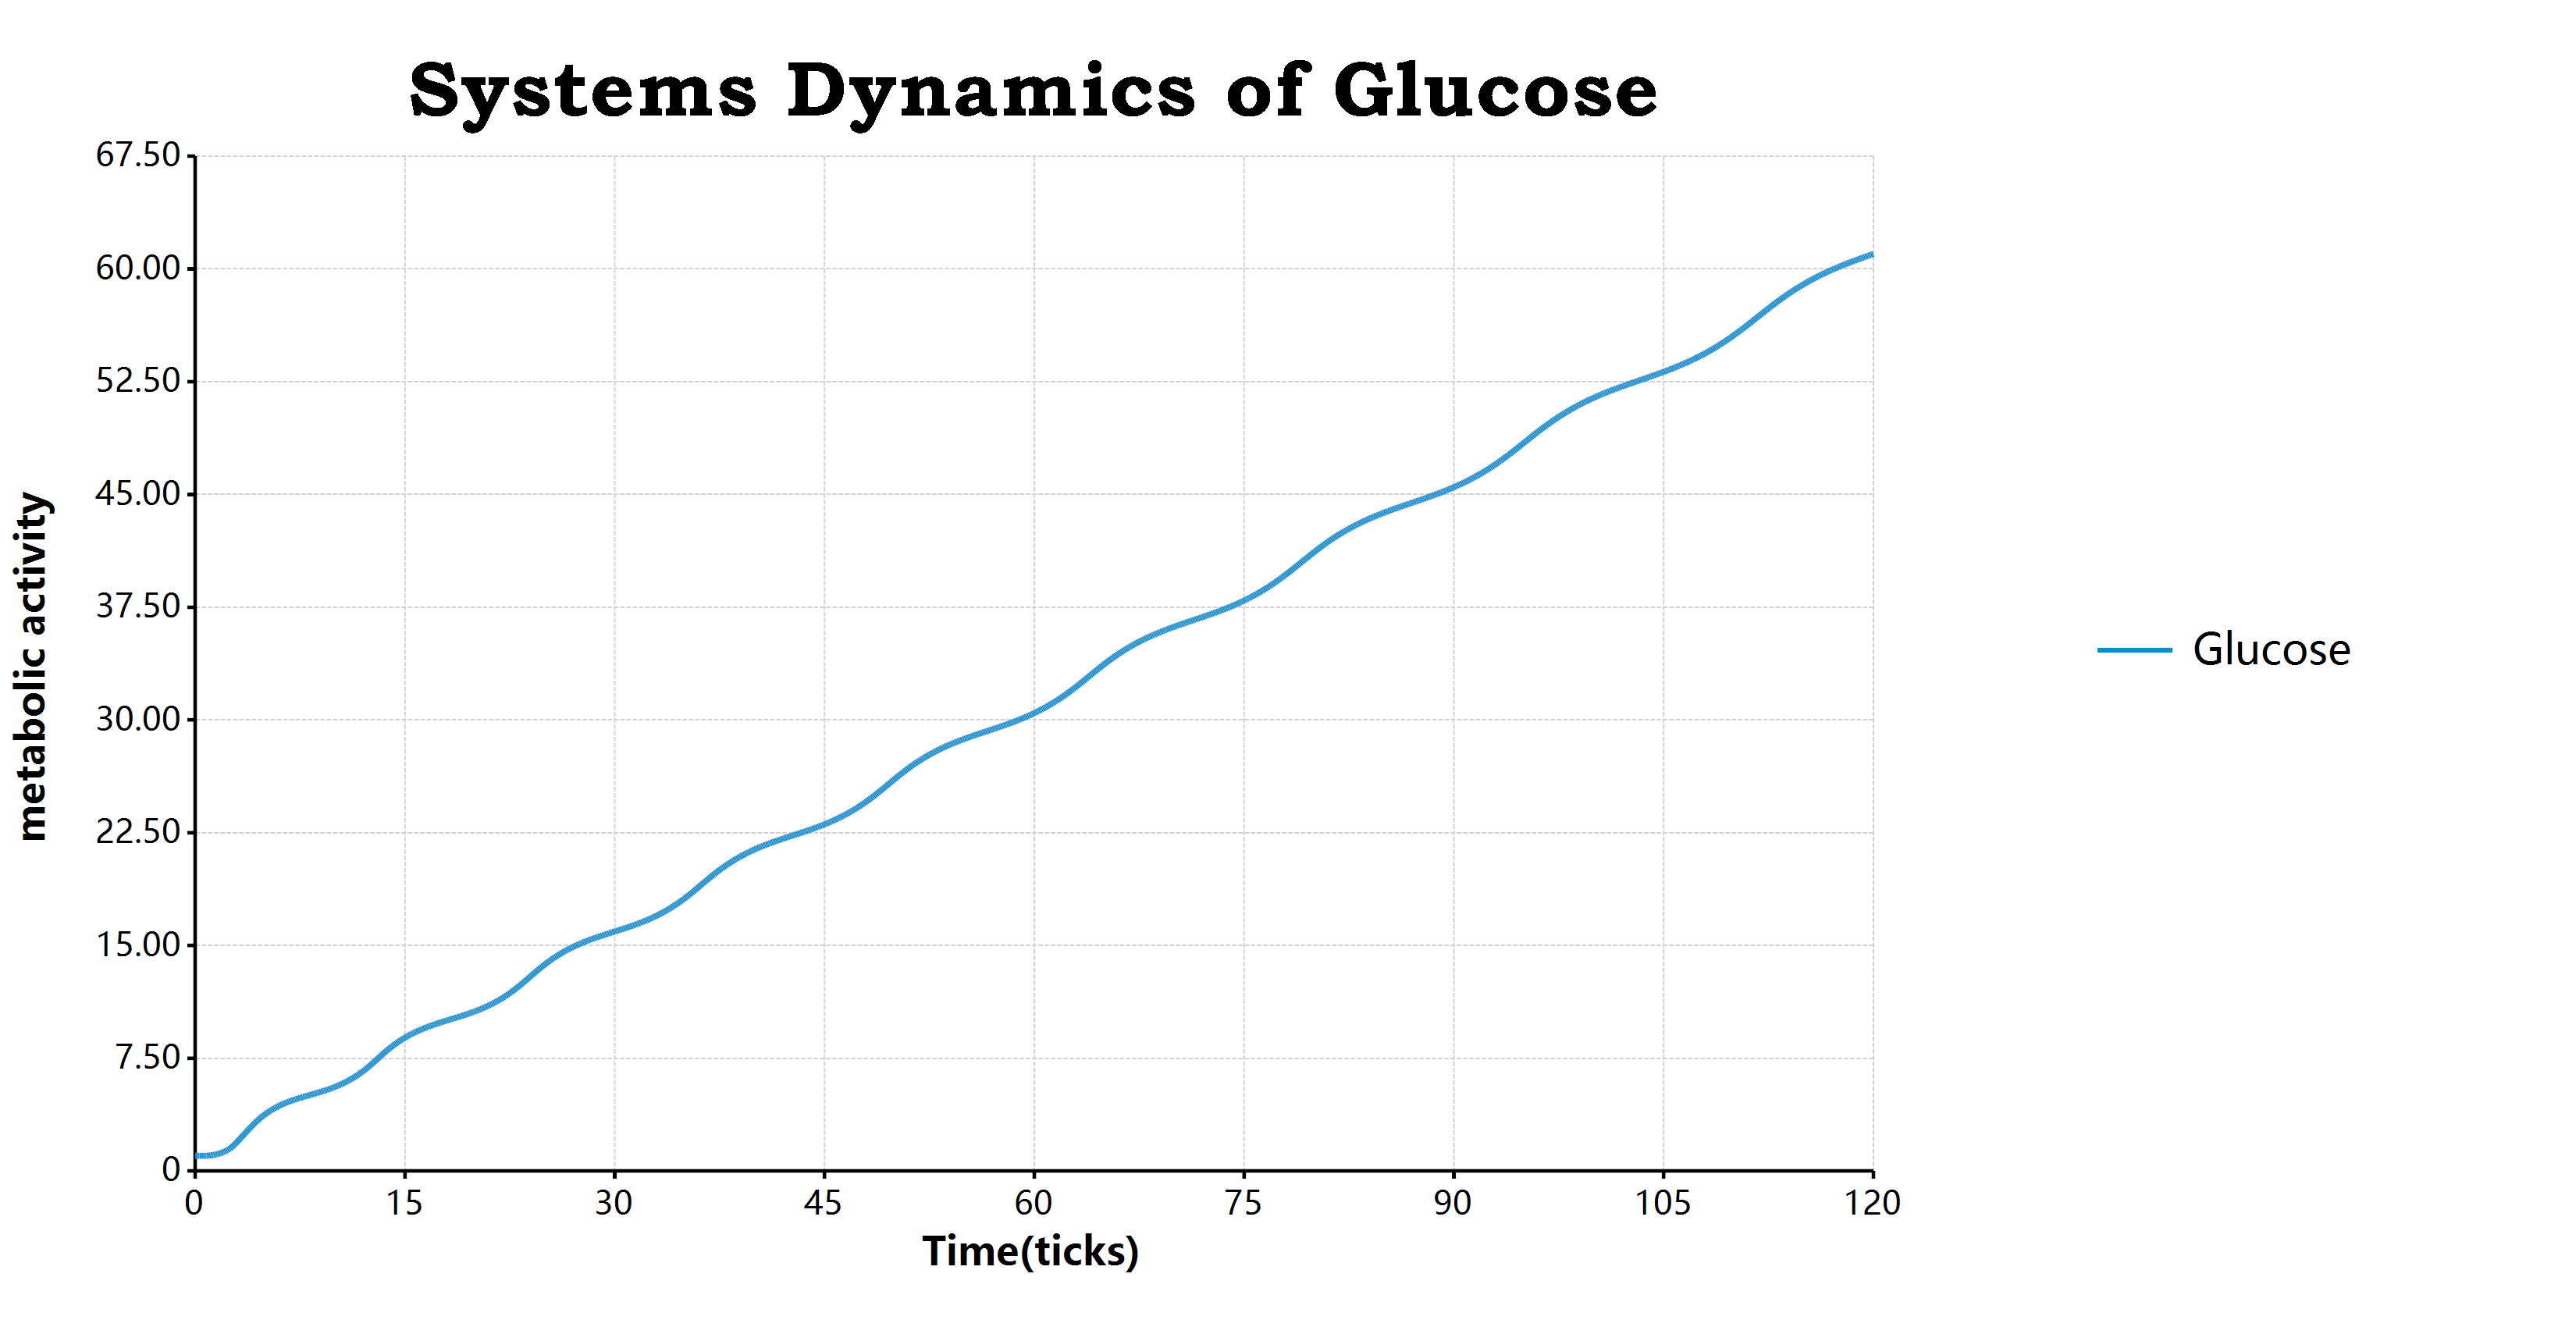 Systems Dynamics of Glucose
67.50
60.00
52.50
45.00
37.50
30.00
22.50
15.00
7.50
0
metabolic activity
0 15 30 45 60 75 90 105 120
Time(ticks)
Glucose